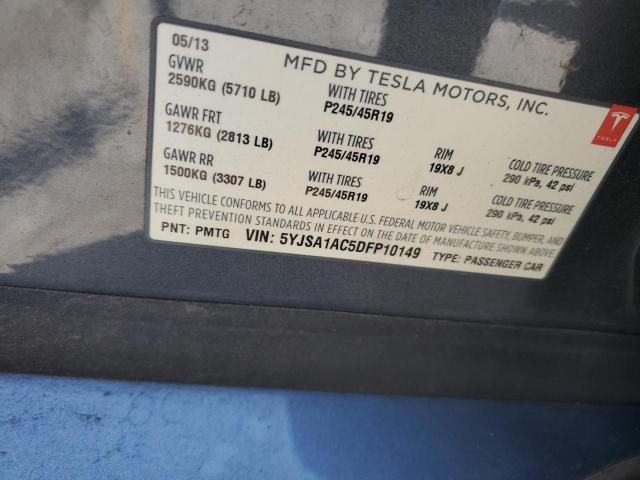 05/13
MFD BY TESLA MOTORS, INC.
GVWR
2590KG (5710 LB)
WITH TIRES
P245/45R19
GAWR FRT
1276KG (2813 LB)
WITH TIRES
P245/45R19
RIM
19X8 J
COLD TIRE PRESSURE
290 kPa, 42 psi
GAWR RR
1500KG (3307 LB)
WITH TIRES
P245/45R19
RIM
19X8 J
COLD TIRE PRESSURE
290 kPa, 42 psi
TESLA
THIS VEHICLE CONFORMS TO ALL APPLICABLE U.S. FEDERAL MOTOR VEHICLE SAFETY, BUMPER, AND
THEFT PREVENTION STANDARDS IN EFFECT ON THE DATE OF MANUFACTURE SHOWN ABOVE
PNT: PMTG VIN: 5YJSA1AC5DFP10149 TYPE: PASSENGER CAR